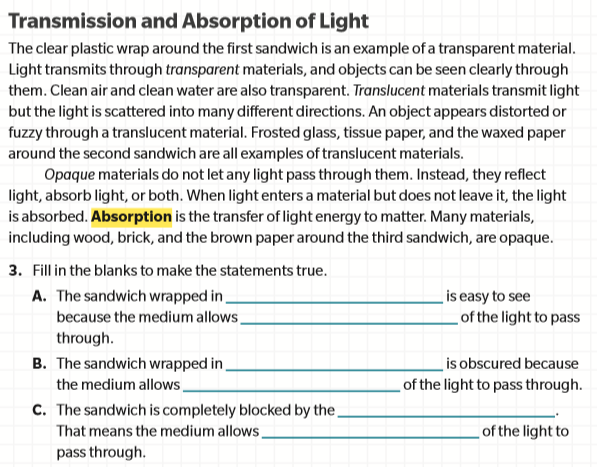 Transmission and Absorption of Light
The clear plastic wrap around the first sandwich is an example of a transparent material.
Light transmits through transparent materials, and objects can be seen clearly through
them. Clean air and clean water are also transparent. Translucent materials transmit light
but the light is scattered into many different directions. An object appears distorted or
fuzzy through a translucent material. Frosted glass, tissue paper, and the waxed paper
around the second sandwich are all examples of translucent materials.
Opaque materials do not let any light pass through them. Instead, they reflect
light, absorb light, or both. When light enters a material but does not leave it, the light
is absorbed. Absorption is the transfer of light energy to matter. Many materials,
including wood, brick, and the brown paper around the third sandwich, are opaque.
3. Fill in the blanks to make the statements true.
A. The sandwich wrapped in ____________ is easy to see
because the medium allows ____________ of the light to pass
through.
B. The sandwich wrapped in ____________ is obscured because
the medium allows ____________ of the light to pass through.
C. The sandwich is completely blocked by the ____________.
That means the medium allows ____________ of the light to
pass through.